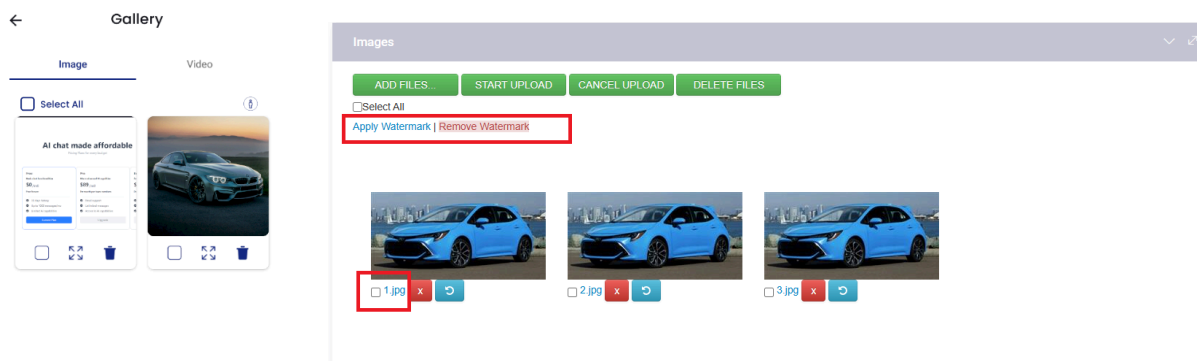 Gallery
Image Video
Select All
AI chat made affordable
Images
ADD FILES... START UPLOAD CANCEL UPLOAD DELETE FILES
Select All
Apply Watermark | Remove Watermark
1.jpg x
2.jpg x
3.jpg x